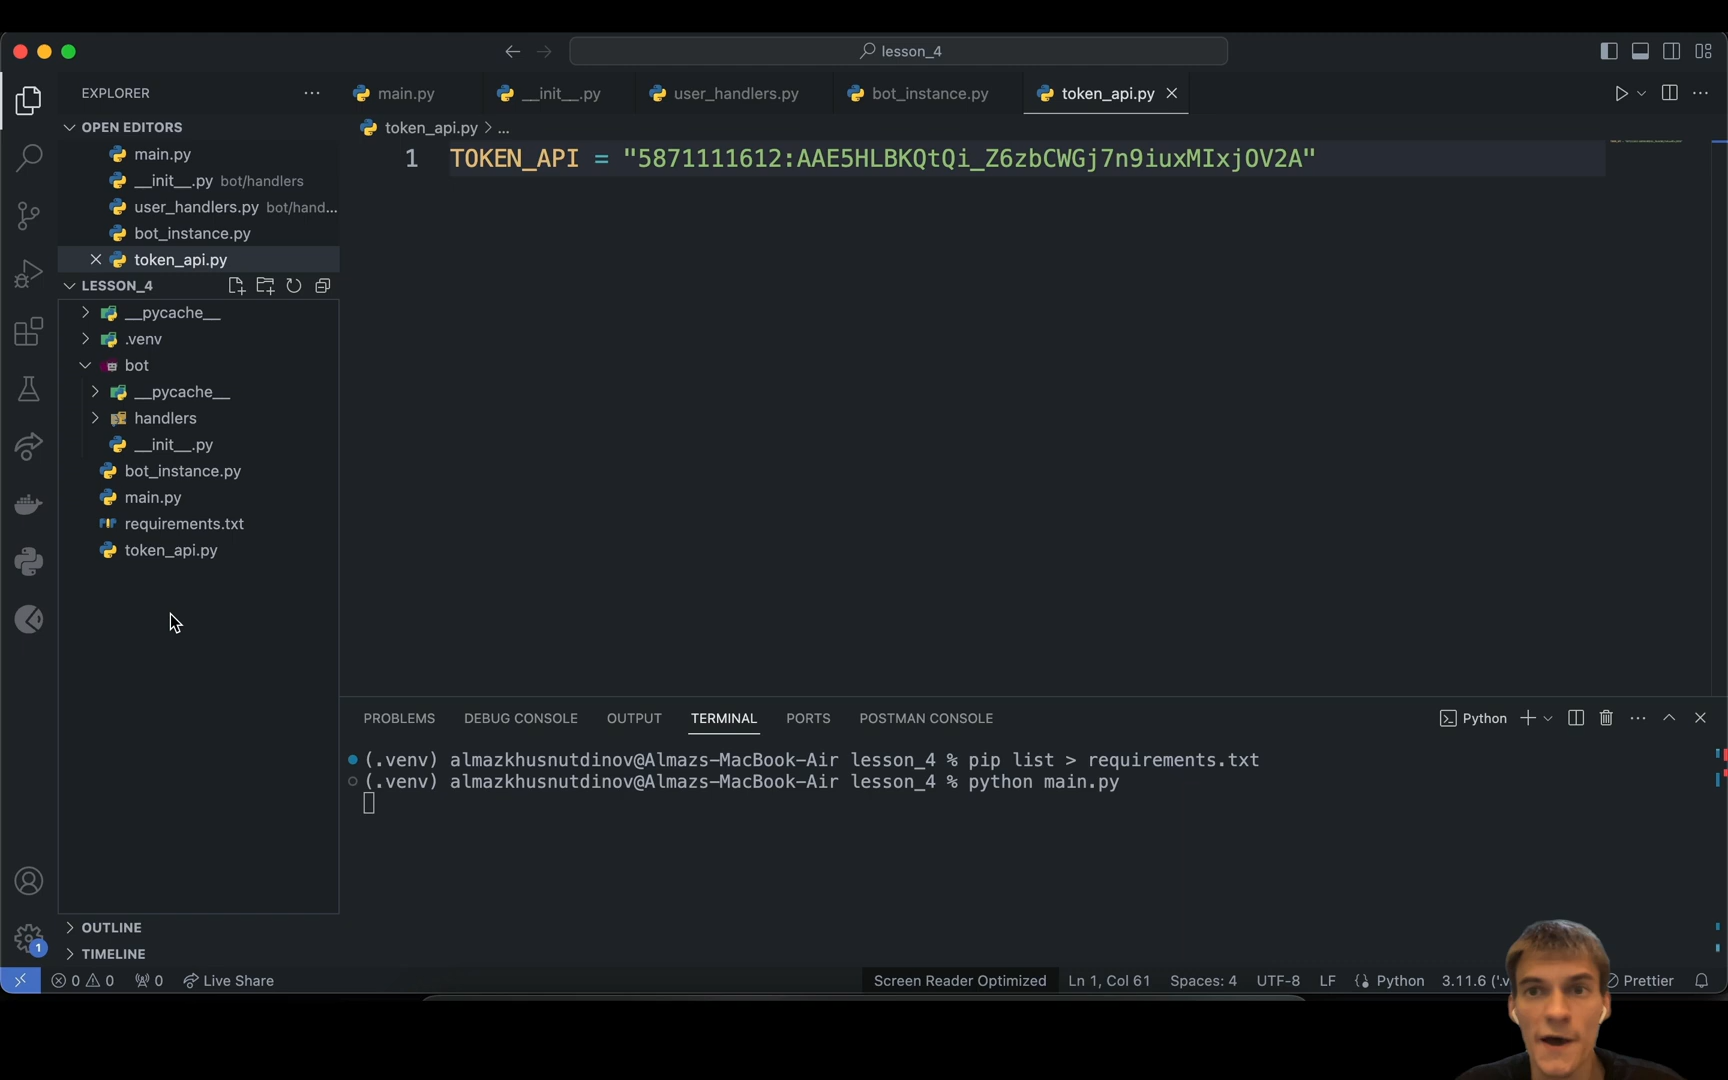 lesson_4
EXPLORER
main.py
__init__.py
user_handlers.py
bot_instance.py
token_api.py
OPEN EDITORS
main.py
__init__.py bot/handlers
user_handlers.py bot/hand...
bot_instance.py
token_api.py
LESSON_4
__pycache__
.venv
bot
__pycache__
handlers
__init__.py
bot_instance.py
main.py
requirements.txt
token_api.py
OUTLINE
TIMELINE
token_api.py > ...
1 TOKEN_API = "5871111612:AAE5HLBKQtQi_Z6zbCWGj7n9iuxMIxjOV2A"
PROBLEMS DEBUG CONSOLE OUTPUT TERMINAL PORTS POSTMAN CONSOLE
Python
(.venv) almazkhusnutdinov@Almazs-MacBook-Air lesson_4 % pip list > requirements.txt
(.venv) almazkhusnutdinov@Almazs-MacBook-Air lesson_4 % python main.py
1
0 0 0 Live Share Screen Reader Optimized Ln 1, Col 61 Spaces: 4 UTF-8 LF Python 3.11.6 ('.v Prettier